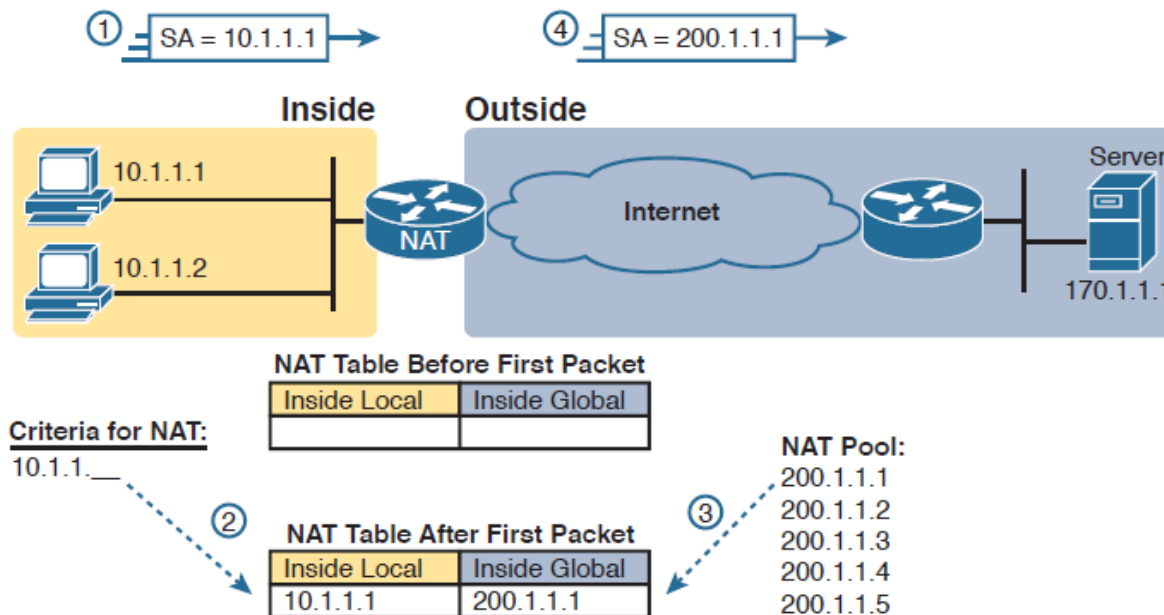 ① SA = 10.1.1.1
④ SA = 200.1.1.1
Inside
Outside
10.1.1.1
10.1.1.2
NAT
Internet
Server
170.1.1.1
NAT Table Before First Packet
Inside Local Inside Global
Criteria for NAT:
10.1.1.__
NAT Pool:
200.1.1.1
200.1.1.2
200.1.1.3
200.1.1.4
200.1.1.5
②
③
NAT Table After First Packet
Inside Local Inside Global
10.1.1.1 200.1.1.1